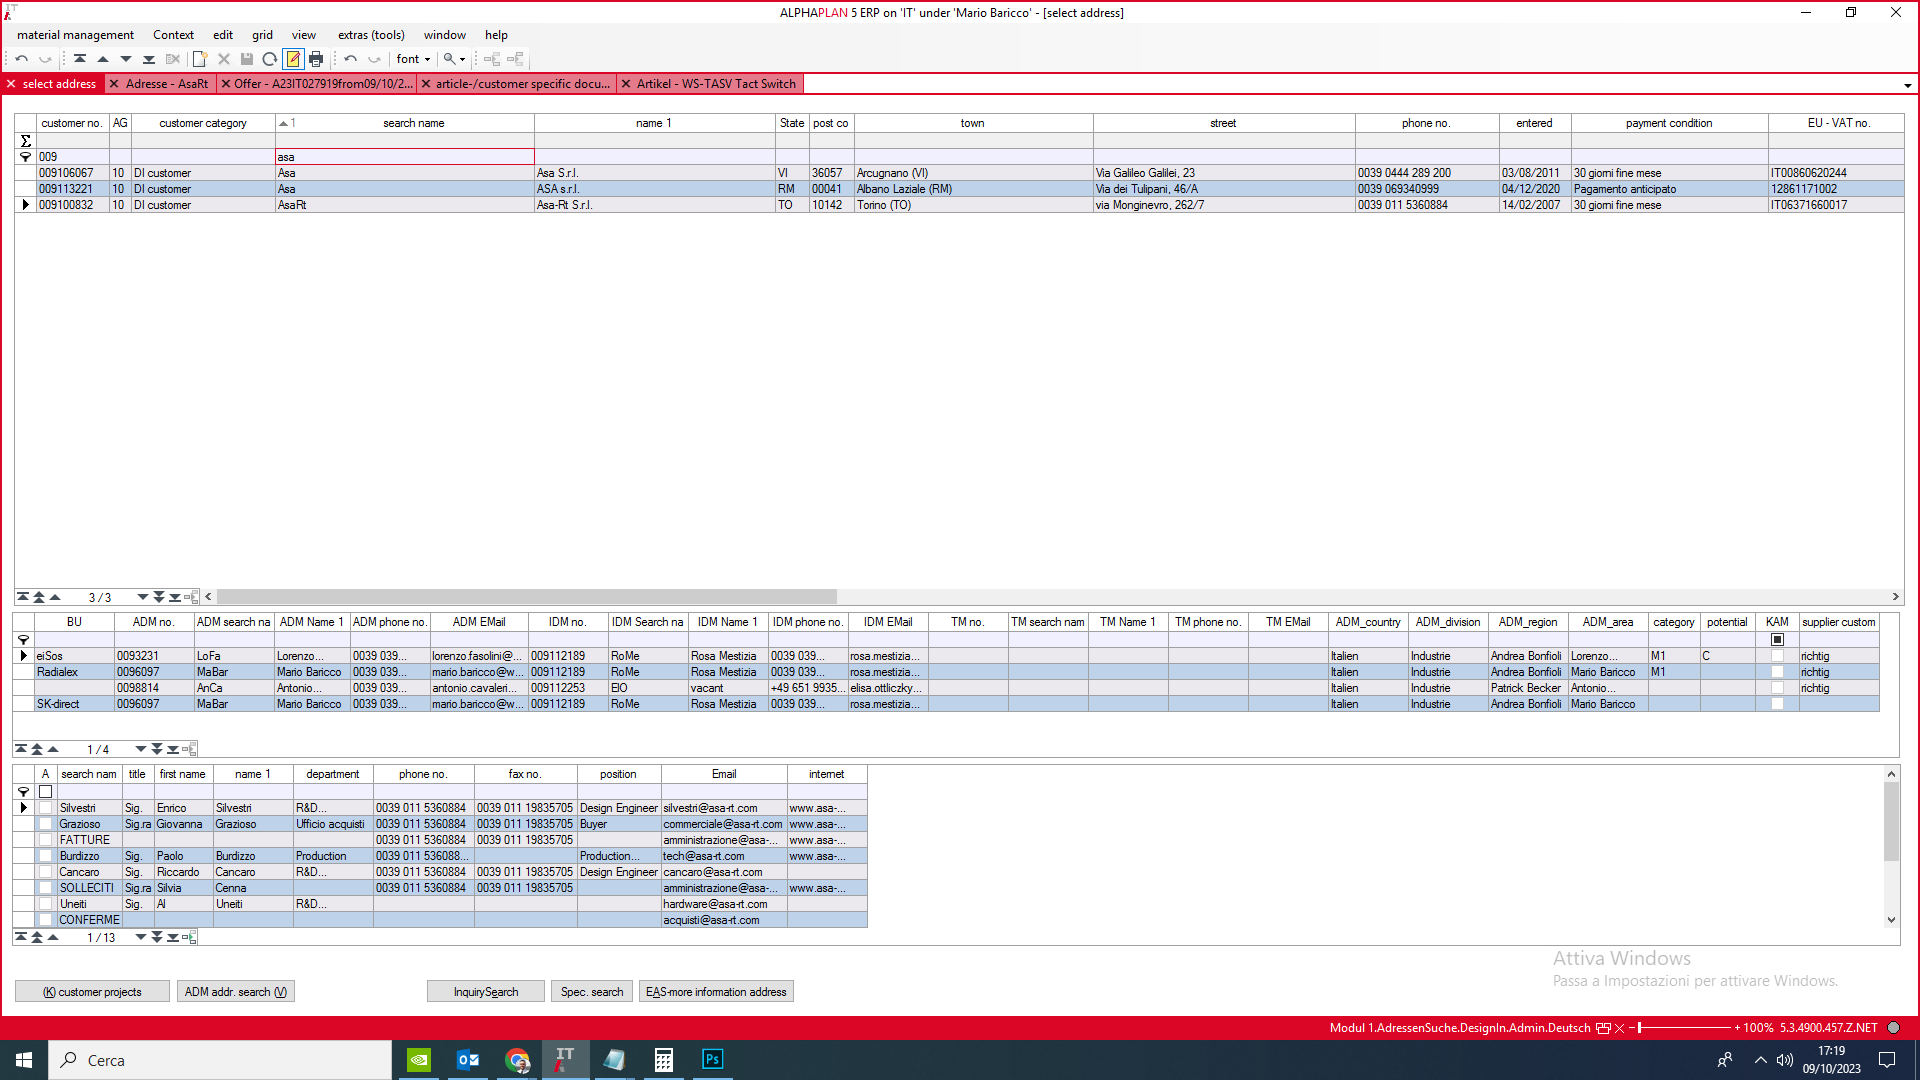 ALPHAPLAN 5 ERP on 'IT' under 'Mario Baricco' - [select address]
material management Context edit grid view extras (tools) window help
font
select address Adresse - AsaRt Offer - A23IT027919from09/10/2... article-/customer specific docu... Artikel - WS-TASV Tact Switch
customer no. AG customer category 1 search name name 1 State post co town street phone no. entered payment condition EU - VAT no.
009 asa
009106067 10 DI customer Asa Asa S.r.l. VI 36057 Arcugnano (VI) Via Galileo Galilei, 23 0039 0444 289 200 03/08/2011 30 giorni fine mese IT00860620244
009113221 10 DI customer Asa ASA s.r.l. RM 00041 Albano Laziale (RM) Via dei Tulipani, 46/A 0039 069340999 04/12/2020 Pagamento anticipato 12861171002
009100832 10 DI customer AsaRt Asa-Rt S.r.l. TO 10142 Torino (TO) via Monginevro, 262/7 0039 011 5360884 14/02/2007 30 giorni fine mese IT06371660017
3 / 3
BU ADM no. ADM search na ADM Name 1 ADM phone no. ADM EMail IDM no. IDM Search na IDM Name 1 IDM phone no. IDM EMail TM no. TM search nam TM Name 1 TM phone no. TM EMail ADM_country ADM_division ADM_region ADM_area category potential KAM supplier custom
eiSos 0093231 LoFa Lorenzo... 0039 039... lorenzo.fasolini@... 009112189 RoMe Rosa Mestizia 0039 039... rosa.mestizia... Italien Industrie Andrea Bonfioli Lorenzo... M1 C richtig
Radialex 0096097 MaBar Mario Baricco 0039 039... mario.baricco@w... 009112189 RoMe Rosa Mestizia 0039 039... rosa.mestizia... Italien Industrie Andrea Bonfioli Mario Baricco M1 richtig
0098814 AnCa Antonio... 0039 039... antonio.cavaleri... 009112253 EIO vacant +49 651 9935... elisa.ottliczky... Italien Industrie Patrick Becker Antonio... richtig
SK-direct 0096097 MaBar Mario Baricco 0039 039... mario.baricco@w... 009112189 RoMe Rosa Mestizia 0039 039... rosa.mestizia... Italien Industrie Andrea Bonfioli Mario Baricco
1 / 4
A search nam title first name name 1 department phone no. fax no. position Email internet
Silvestri Sig. Enrico Silvestri R&D... 0039 011 5360884 0039 011 19835705 Design Engineer silvestri@asa-rt.com www.asa-...
Grazioso Sig.ra Giovanna Grazioso Ufficio acquisti 0039 011 5360884 0039 011 19835705 Buyer commerciale@asa-rt.com www.asa-...
FATTURE 0039 011 5360884 0039 011 19835705 amministrazione@asa-... www.asa-...
Burdizzo Sig. Paolo Burdizzo Production 0039 011 536088... Production... tech@asa-rt.com www.asa-...
Cancaro Sig. Riccardo Cancaro R&D... 0039 011 5360884 0039 011 19835705 Design Engineer cancaro@asa-rt.com
SOLLECITI Sig.ra Silvia Cenna 0039 011 5360884 0039 011 19835705 amministrazione@asa-... www.asa-...
Uneiti Sig. Al Uneiti R&D... hardware@asa-rt.com
CONFERME acquisti@asa-rt.com
1 / 13
Attiva Windows
Passa a Impostazioni per attivare Windows.
(K) customer projects ADM addr. search (V) InquirySearch Spec. search EAS-more information address
Modul 1.AdressenSuche.DesignIn.Admin.Deutsch - + 100% 5.3.4900.457.Z.NET
Cerca
17:19
09/10/2023